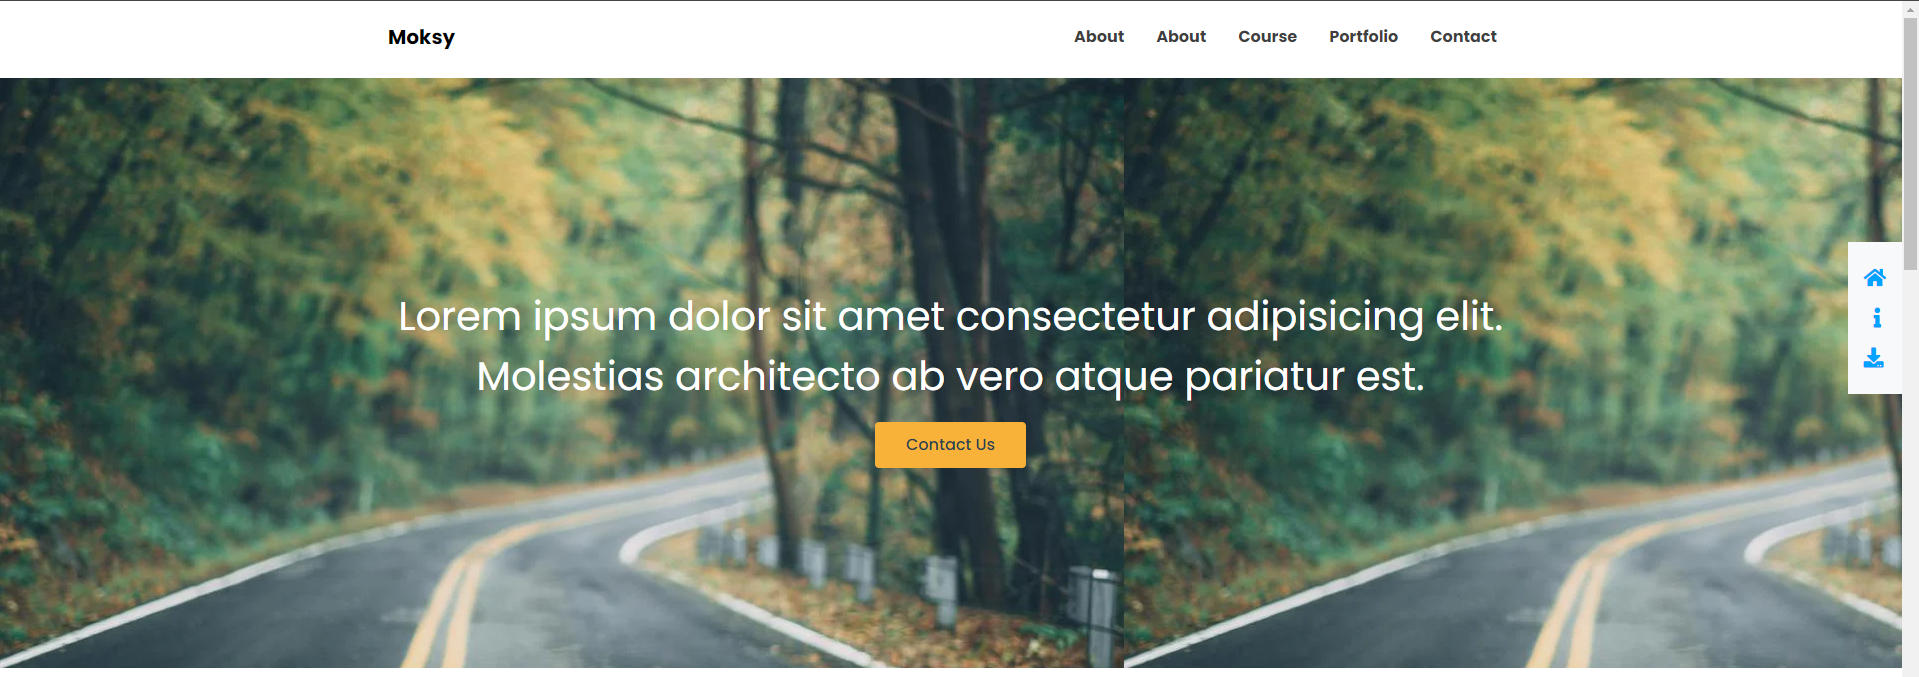 Moksy
About About Course Portfolio Contact
Lorem ipsum dolor sit amet consectetur adipisicing elit.
Molestias architecto ab vero atque pariatur est.
Contact Us